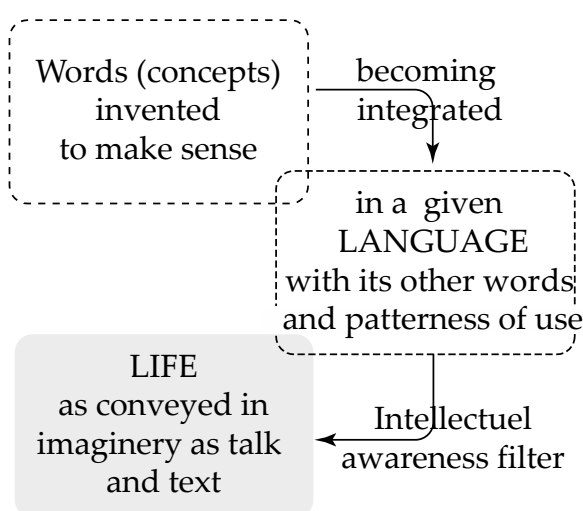 Words (concepts)
invented
to make sense
becoming
integrated
in a given
LANGUAGE
with its other words
and patterness of use
Intellectuel
awareness filter
LIFE
as conveyed in
imaginery as talk
and text